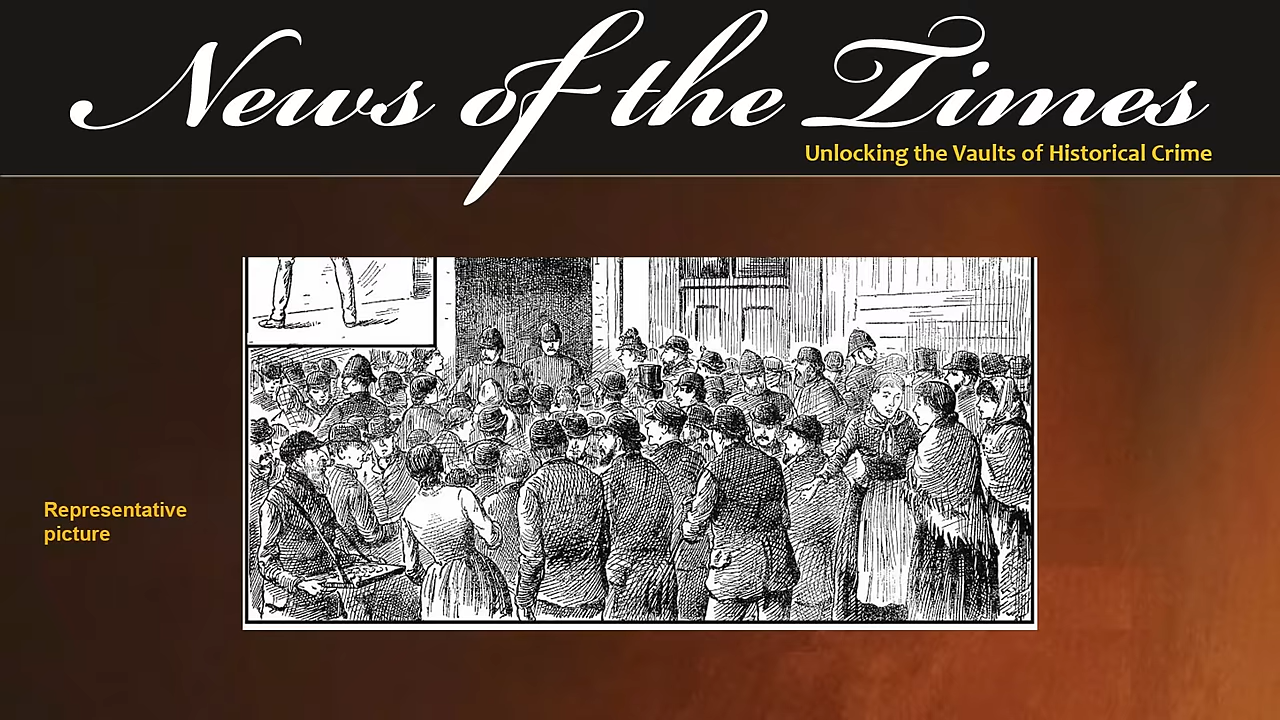 News of the Times
Unlocking the Vaults of Historical Crime
Representative
picture